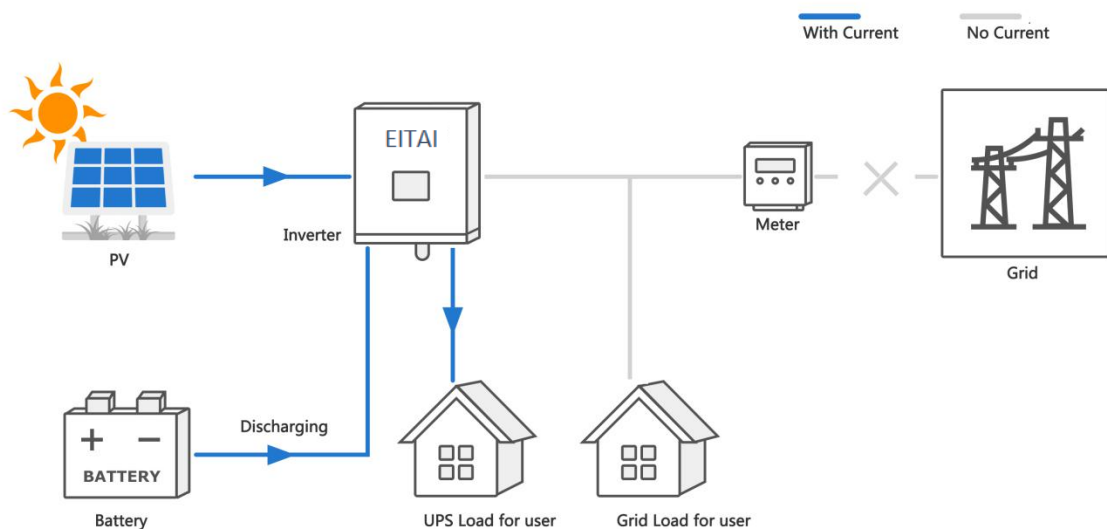 With Current
No Current
EITAI
Inverter
PV
Meter
Grid
Discharging
+ −
BATTERY
Battery
UPS Load for user
Grid Load for user